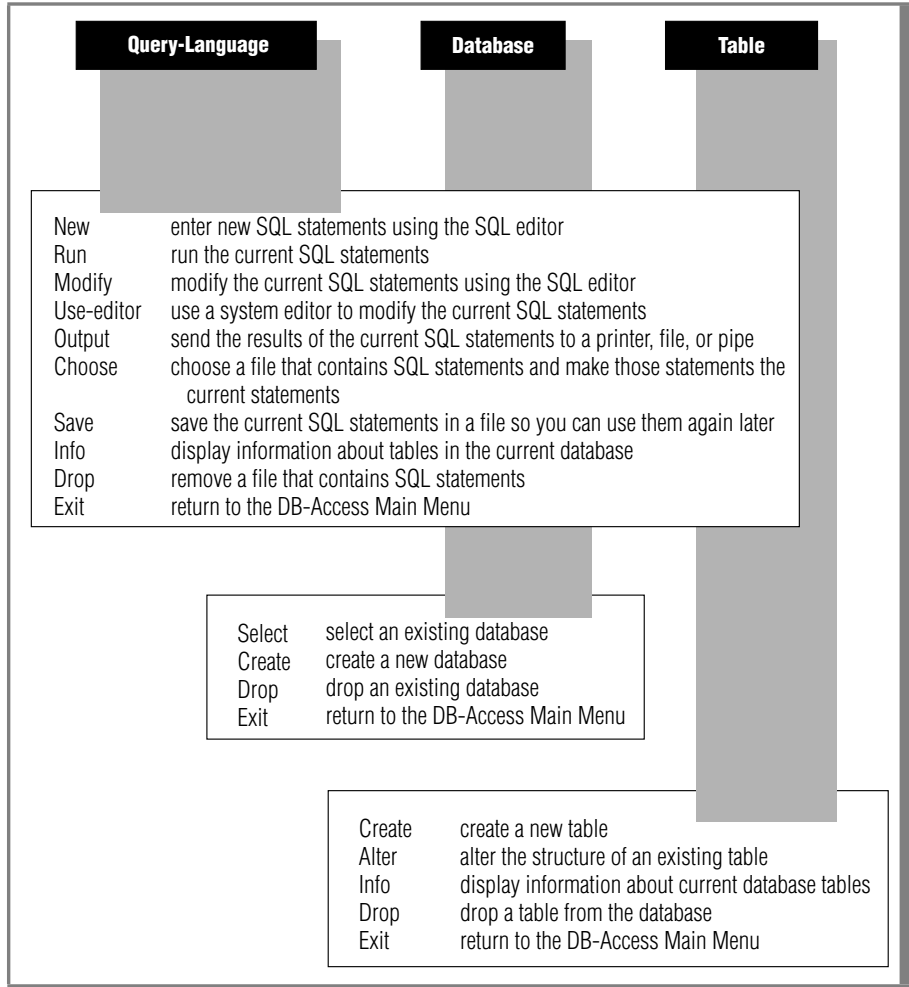 Query-Language
Database
Table
New enter new SQL statements using the SQL editor
Run run the current SQL statements
Modify modify the current SQL statements using the SQL editor
Use-editor use a system editor to modify the current SQL statements
Output send the results of the current SQL statements to a printer, file, or pipe
Choose choose a file that contains SQL statements and make those statements the
current statements
Save save the current SQL statements in a file so you can use them again later
Info display information about tables in the current database
Drop remove a file that contains SQL statements
Exit return to the DB-Access Main Menu
Select select an existing database
Create create a new database
Drop drop an existing database
Exit return to the DB-Access Main Menu
Create create a new table
Alter alter the structure of an existing table
Info display information about current database tables
Drop drop a table from the database
Exit return to the DB-Access Main Menu